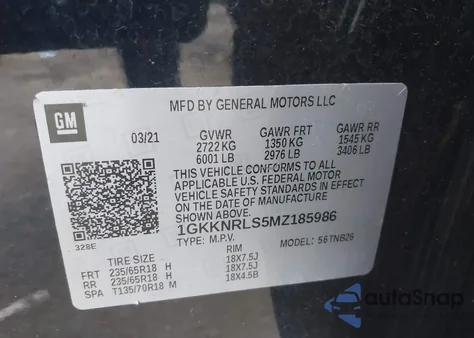 GM
MFD BY GENERAL MOTORS LLC
03/21 GVWR GAWR FRT GAWR RR
2722 KG 1350 KG 1545 KG
6001 LB 2976 LB 3406 LB
THIS VEHICLE CONFORMS TO ALL
APPLICABLE U.S. FEDERAL MOTOR
VEHICLE SAFETY STANDARDS IN EFFECT
ON THE DATE OF MANUFACTURE SHOWN ABOVE.
1GKKNRLS5MZ185986
328E TYPE: M.P.V. MODEL: 56TNB26
TIRE SIZE RIM
FRT 235/65R18 H 18X7.5J
RR 235/65R18 H 18X7.5J
SPA T135/70R18 M 18X4.5B
autoSnap